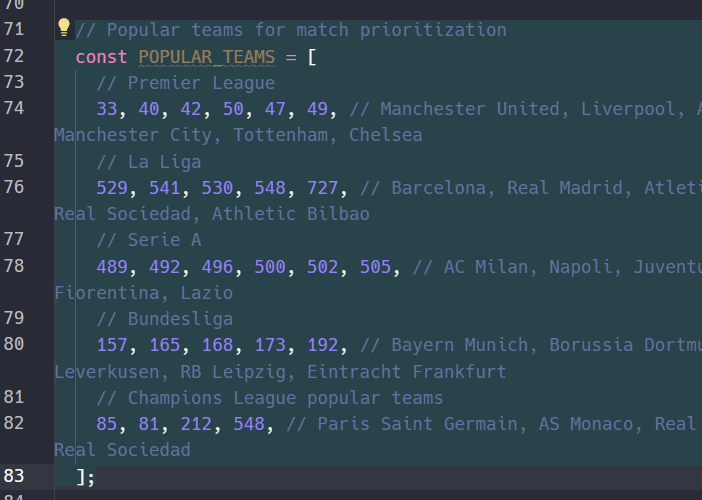 70
71 // Popular teams for match prioritization
72 const POPULAR_TEAMS = [
73 // Premier League
74 33, 40, 42, 50, 47, 49, // Manchester United, Liverpool,
Manchester City, Tottenham, Chelsea
75 // La Liga
76 529, 541, 530, 548, 727, // Barcelona, Real Madrid,
Real Sociedad, Athletic Bilbao
77 // Serie A
78 489, 492, 496, 500, 502, 505, // AC Milan, Napoli,
Fiorentina, Lazio
79 // Bundesliga
80 157, 165, 168, 173, 192, // Bayern Munich, Borussia
Leverkusen, RB Leipzig, Eintracht Frankfurt
81 // Champions League popular teams
82 85, 81, 212, 548, // Paris Saint Germain, AS Monaco, Real
Real Sociedad
83 ];
84